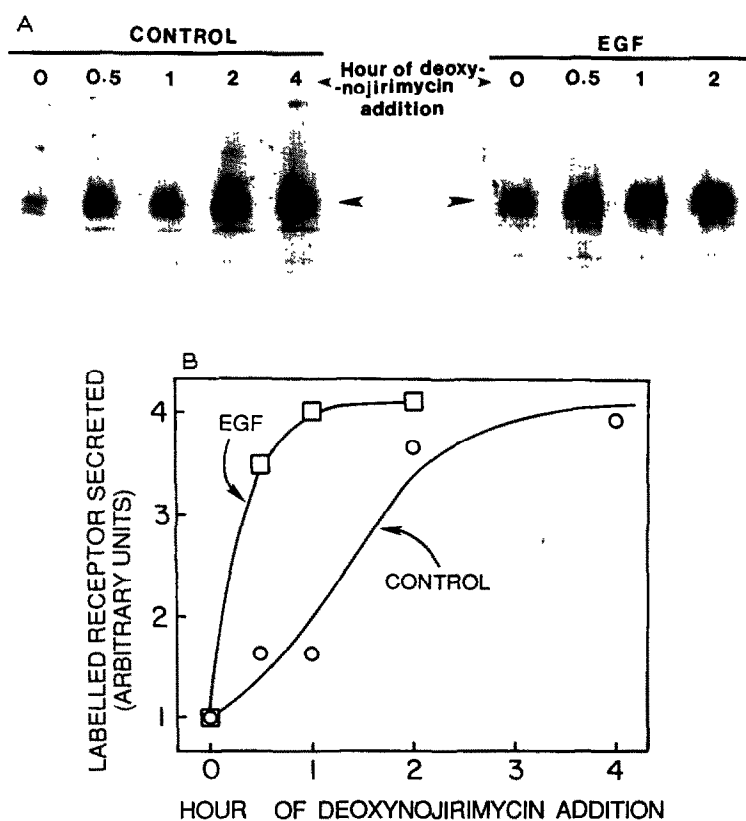 A
CONTROL
EGF
0 0.5 1 2 4
Hour of deoxy-
-nojirimycin
addition
0 0.5 1 2
B
LABELLED RECEPTOR SECRETED
(ARBITRARY UNITS)
4
3
2
1
EGF
CONTROL
0 1 2 3 4
HOUR OF DEOXYNOJIRIMYCIN ADDITION